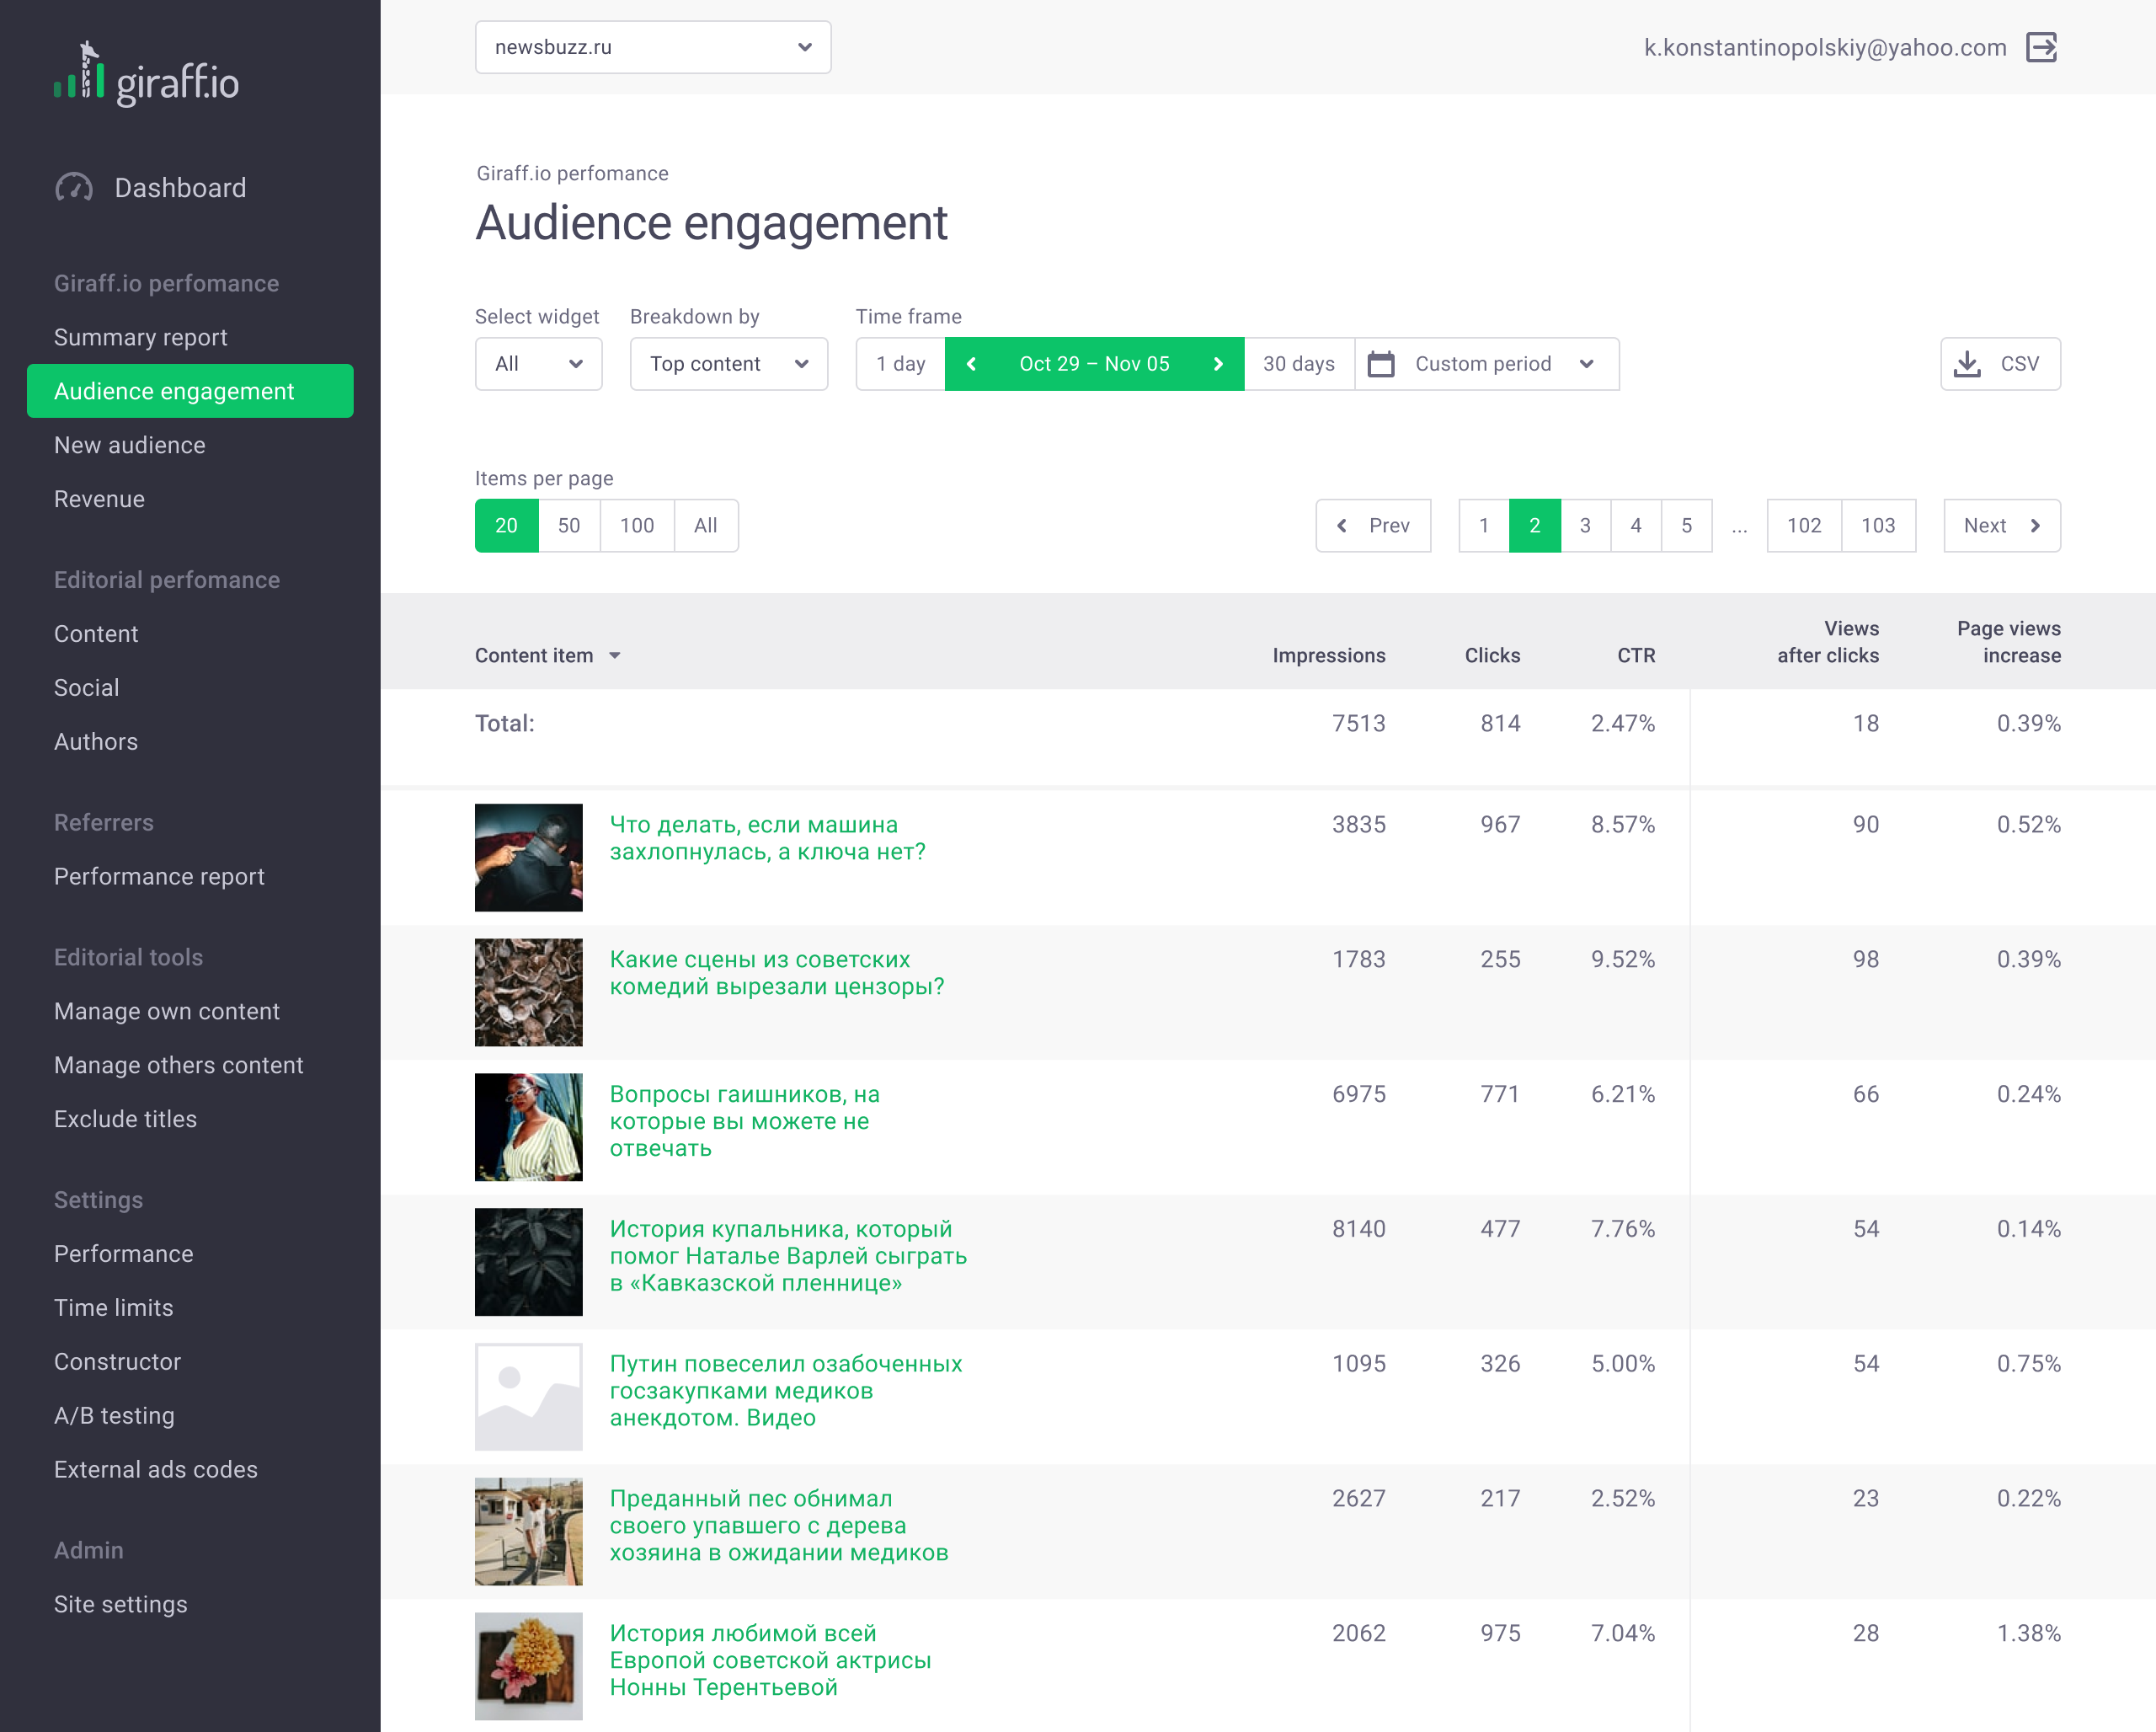 giraff.io
Dashboard
Giraff.io perfomance
Summary report
Audience engagement
New audience
Revenue
Editorial perfomance
Content
Social
Authors
Referrers
Performance report
Editorial tools
Manage own content
Manage others content
Exclude titles
Settings
Performance
Time limits
Constructor
A/B testing
External ads codes
Admin
Site settings
newsbuzz.ru
k.konstantinopolskiy@yahoo.com
Giraff.io perfomance
Audience engagement
Select widget Breakdown by Time frame
All Top content 1 day Oct 29 – Nov 05 30 days Custom period CSV
Items per page
20 50 100 All Prev 1 2 3 4 5 ... 102 103 Next
Content item Impressions Clicks CTR Views after clicks Page views increase
Total: 7513 814 2.47% 18 0.39%
Что делать, если машина 3835 967 8.57% 90 0.52%
захлопнулась, а ключа нет?
Какие сцены из советских 1783 255 9.52% 98 0.39%
комедий вырезали цензоры?
Вопросы гаишников, на 6975 771 6.21% 66 0.24%
которые вы можете не
отвечать
История купальника, который 8140 477 7.76% 54 0.14%
помог Наталье Варлей сыграть
в «Кавказской пленнице»
Путин повеселил озабоченных 1095 326 5.00% 54 0.75%
госзакупками медиков
анекдотом. Видео
Преданный пес обнимал 2627 217 2.52% 23 0.22%
своего упавшего с дерева
хозяина в ожидании медиков
История любимой всей 2062 975 7.04% 28 1.38%
Европой советской актрисы
Нонны Терентьевой